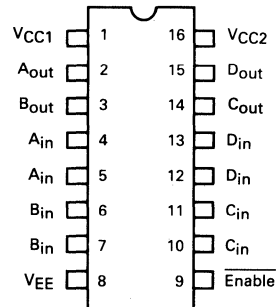 VCC1 1 16 VCC2
Aout 2 15 Dout
Bout 3 14 Cout
Ain 4 13 Din
Ain 5 12 Din
Bin 6 11 Cin
Bin 7 10 Cin
VEE 8 9 Enable